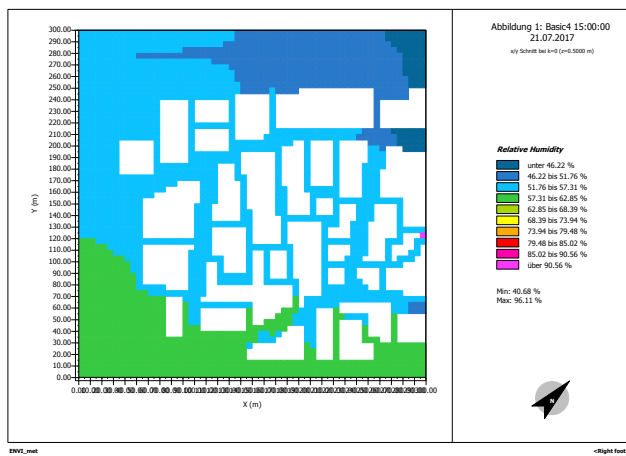 Abbildung 1: Basic4 15:00:00
21.07.2017
x/y Schnitt bei k=0 (z=0.5000 m)
300.00
290.00
280.00
270.00
260.00
250.00
240.00
230.00
220.00
210.00
200.00
190.00
180.00
170.00
160.00
150.00
140.00
130.00
120.00
110.00
100.00
90.00
80.00
70.00
60.00
50.00
40.00
30.00
20.00
10.00
0.00
Y (m)
X (m)
Relative Humidity
unter 46.22 %
46.22 bis 51.76 %
51.76 bis 57.31 %
57.31 bis 62.85 %
62.85 bis 68.39 %
68.39 bis 73.94 %
73.94 bis 79.48 %
79.48 bis 85.02 %
85.02 bis 90.56 %
über 90.56 %
Min: 40.68 %
Max: 96.11 %
N
ENVI_met
<Right foot